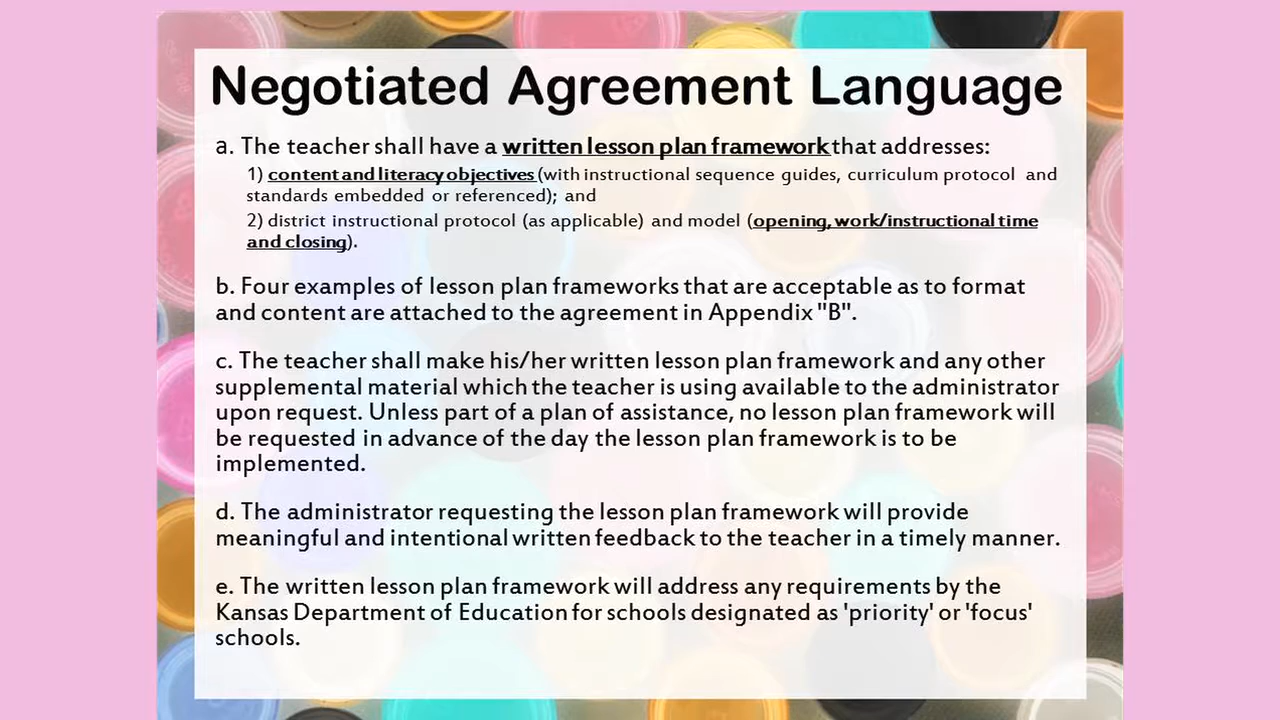 Negotiated Agreement Language
a. The teacher shall have a written lesson plan framework that addresses:
1) content and literacy objectives (with instructional sequence guides, curriculum protocol and
standards embedded or referenced); and
2) district instructional protocol (as applicable) and model (opening, work/instructional time
and closing).
b. Four examples of lesson plan frameworks that are acceptable as to format
and content are attached to the agreement in Appendix "B".
c. The teacher shall make his/her written lesson plan framework and any other
supplemental material which the teacher is using available to the administrator
upon request. Unless part of a plan of assistance, no lesson plan framework will
be requested in advance of the day the lesson plan framework is to be
implemented.
d. The administrator requesting the lesson plan framework will provide
meaningful and intentional written feedback to the teacher in a timely manner.
e. The written lesson plan framework will address any requirements by the
Kansas Department of Education for schools designated as 'priority' or 'focus'
schools.